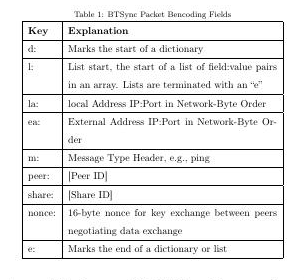 Table 1: BTSync Packet Bencoding Fields
Key Explanation
d: Marks the start of a dictionary
l: List start, the start of a list of field:value pairs
in an array. Lists are terminated with an "e"
la: local Address IP:Port in Network-Byte Order
ea: External Address IP:Port in Network-Byte Or-
der
m: Message Type Header, e.g., ping
peer: [Peer ID]
share: [Share ID]
nonce: 16-byte nonce for key exchange between peers
negotiating data exchange
e: Marks the end of a dictionary or list